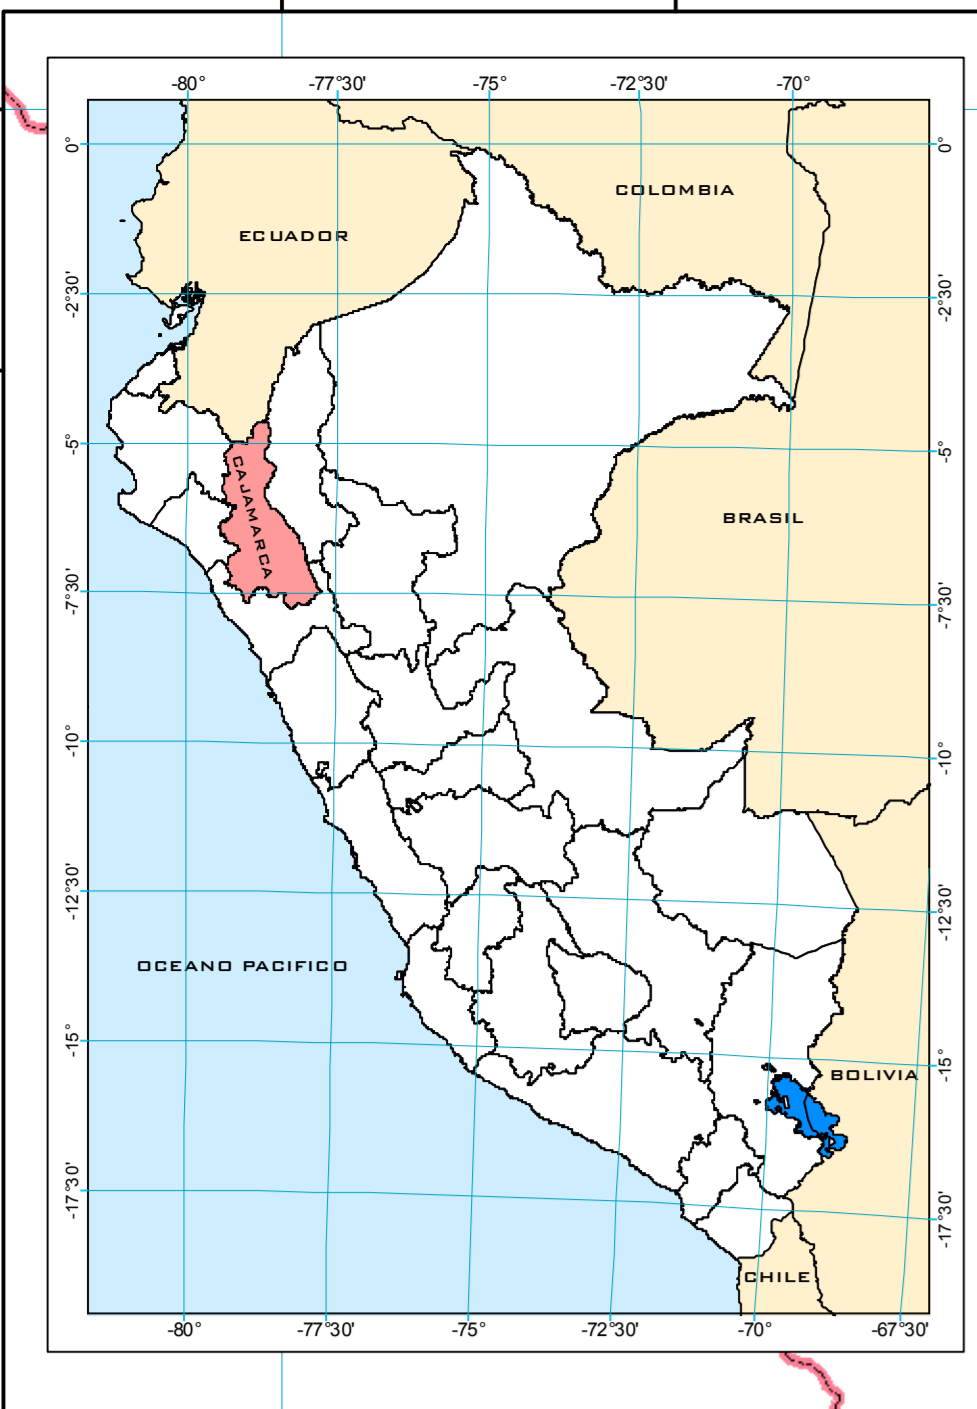 -80° -77°30' -75° -72°30' -70°
0° 0°
COLOMBIA
ECUADOR
-2°30' -2°30'
-5° -5°
CAJAMARCA
BRASIL
-7°30' -7°30'
-10° -10°
-12°30' -12°30'
OCEANO PACIFICO
-15° -15°
BOLIVIA
-17°30' -17°30'
CHILE
-80° -77°30' -75° -72°30' -70° -67°30'